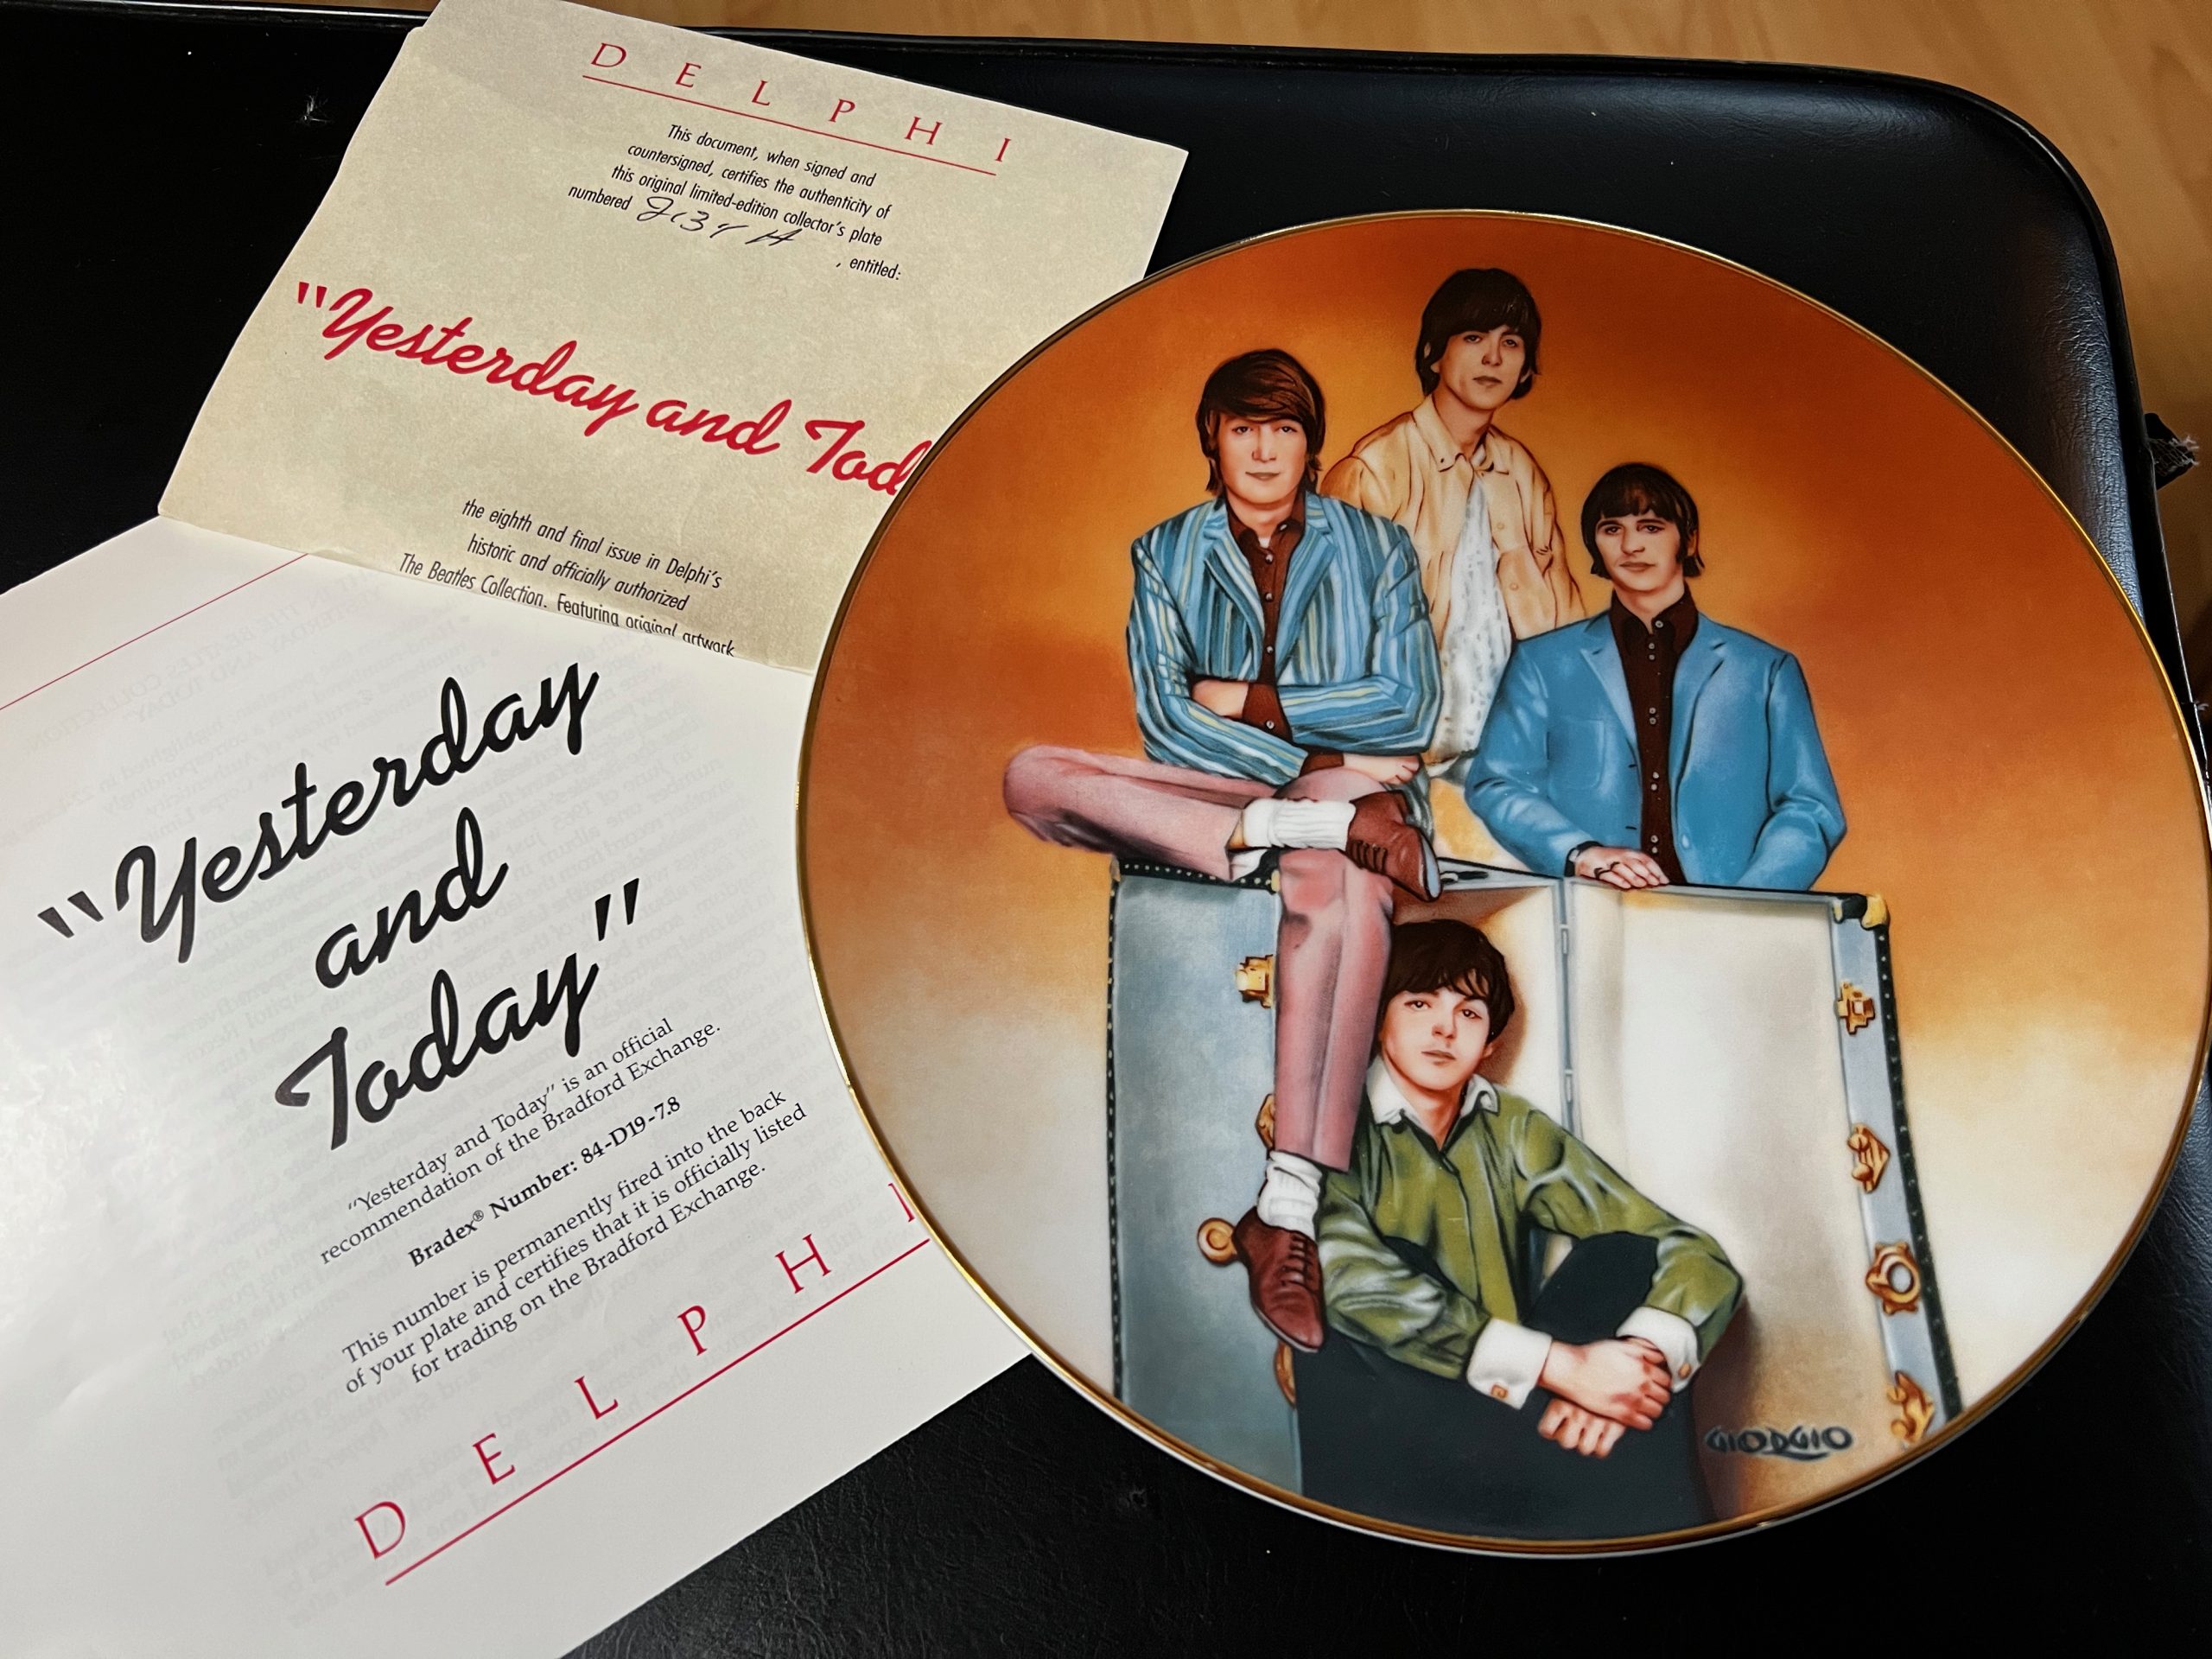 DELPHI
This document, when signed and
countersigned, certifies the authenticity of
this original limited-edition collector's plate
numbered
, entitled:
"Yesterday and Tod
the eighth and final issue in Delphi's
historic and officially authorized
The Beatles Collection. Featuring original artwork
"Yesterday
and
Today"
"Yesterday and Today" is an official
recommendation of the Bradford Exchange.
Bradex® Number: 84-D19-7.8
This number is permanently fired into the back
of your plate and certifies that it is officially listed
for trading on the Bradford Exchange.
DELPHI
GIORGIO